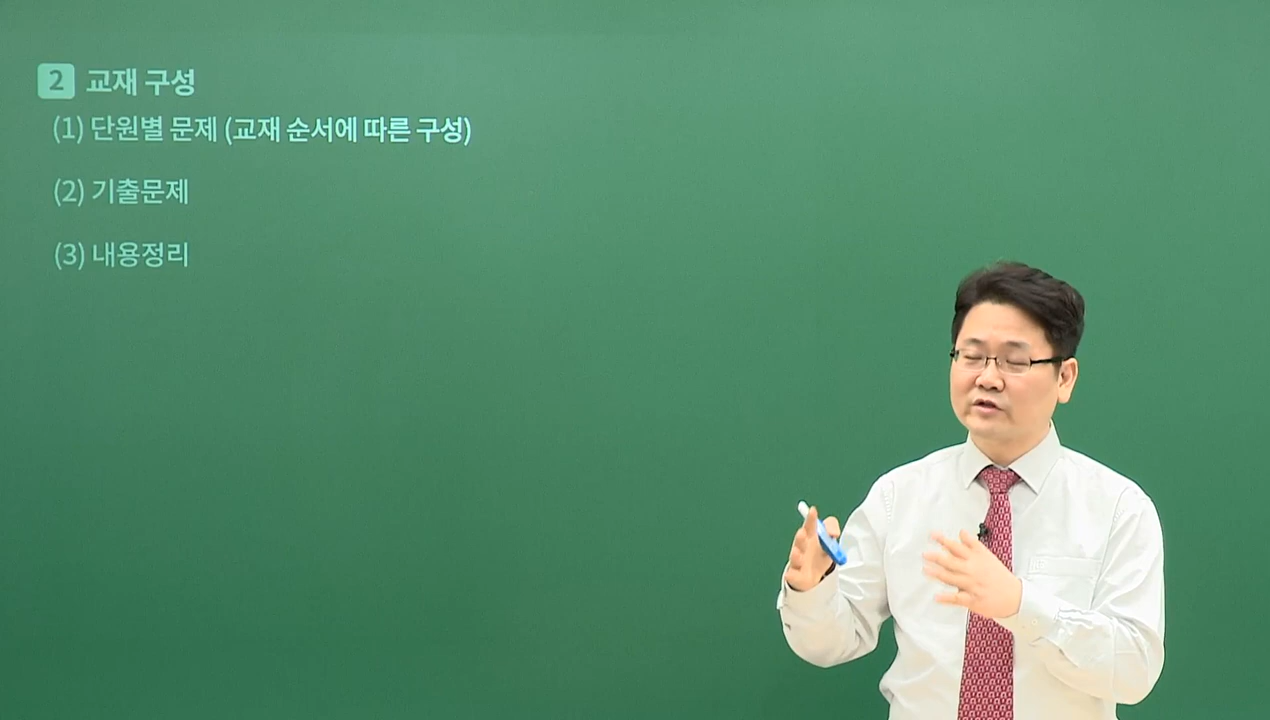 2 교재 구성
(1) 단원별 문제 (교재 순서에 따른 구성)
(2) 기출문제
(3) 내용정리